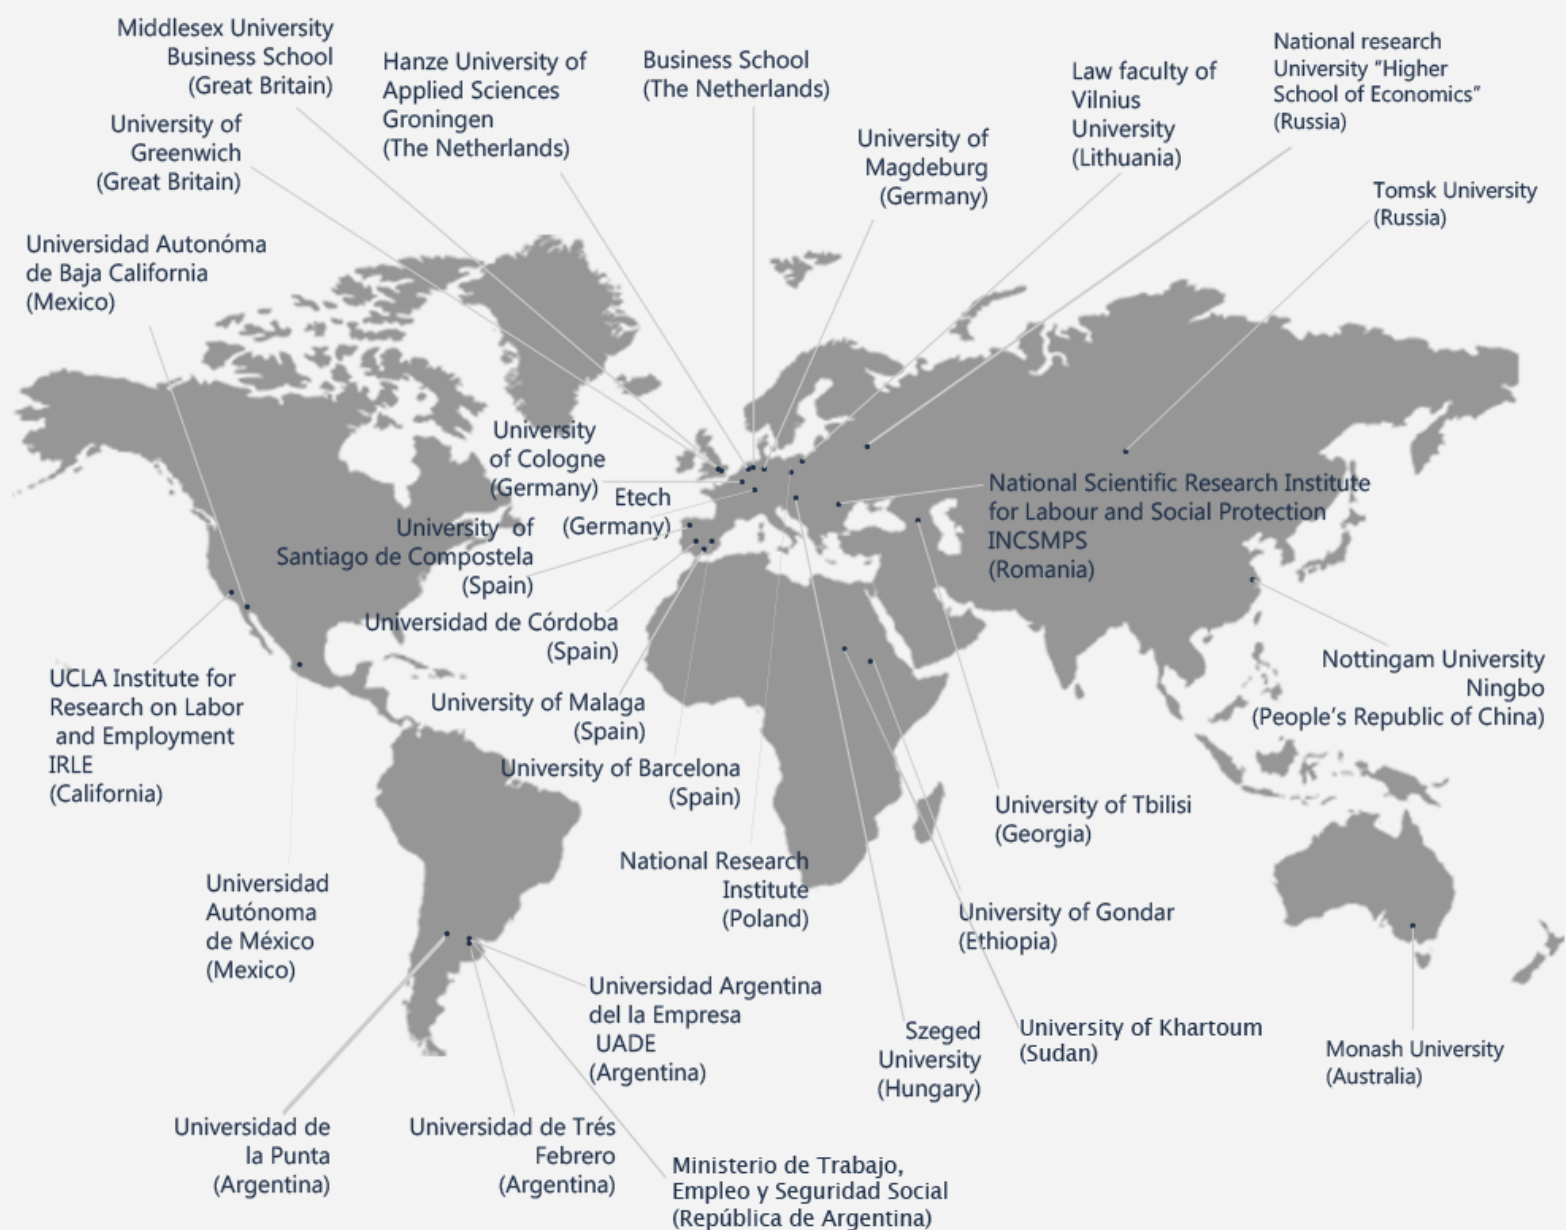 Middlesex University
Business School
(Great Britain)
Hanze University of
Applied Sciences
Groningen
(The Netherlands)
Business School
(The Netherlands)
Law faculty of
Vilnius
University
(Lithuania)
National research
University “Higher
School of Economics”
(Russia)
University of
Greenwich
(Great Britain)
University of
Magdeburg
(Germany)
Tomsk University
(Russia)
Universidad Autonóma
de Baja California
(Mexico)
University
of Cologne
(Germany)
Etech
(Germany)
National Scientific Research Institute
for Labour and Social Protection
INCSMPS
(Romania)
University of
Santiago de Compostela
(Spain)
Universidad de Córdoba
(Spain)
UCLA Institute for
Research on Labor
and Employment
IRLE
(California)
University of Malaga
(Spain)
Nottingam University
Ningbo
(People’s Republic of China)
University of Barcelona
(Spain)
University of Tbilisi
(Georgia)
National Research
Institute
(Poland)
Universidad
Autónoma
de México
(Mexico)
University of Gondar
(Ethiopia)
Universidad Argentina
del la Empresa
UADE
(Argentina)
Szeged
University
(Hungary)
University of Khartoum
(Sudan)
Monash University
(Australia)
Universidad de
la Punta
(Argentina)
Universidad de Trés
Febrero
(Argentina)
Ministerio de Trabajo,
Empleo y Seguridad Social
(República de Argentina)